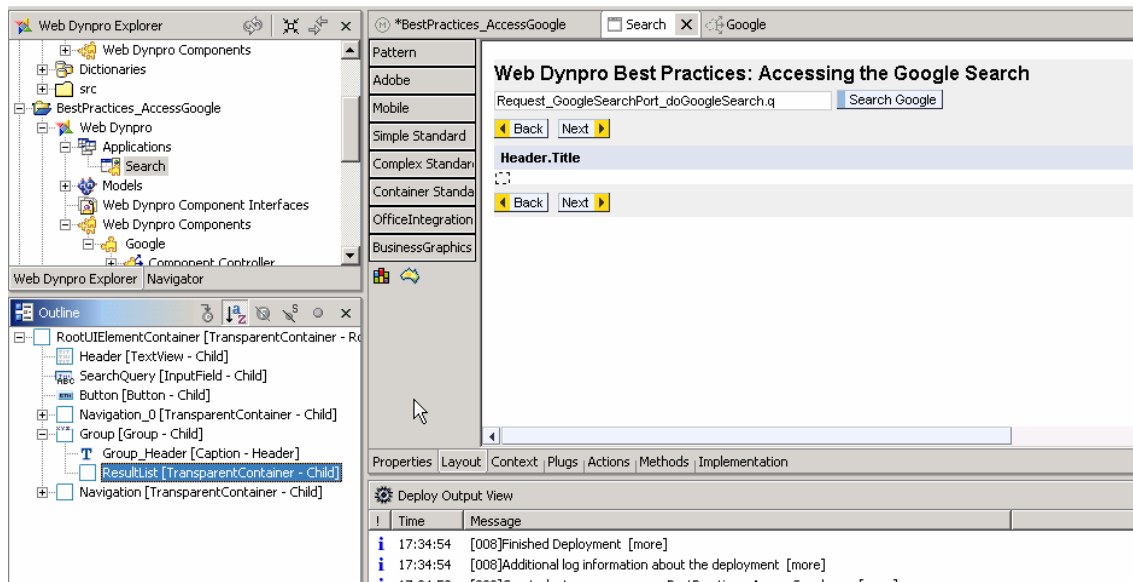 Web Dynpro Explorer
Web Dynpro Components
Dictionaries
src
BestPractices_AccessGoogle
Web Dynpro
Applications
Search
Models
Web Dynpro Component Interfaces
Web Dynpro Components
Google
Component Controller
Web Dynpro Explorer Navigator
Outline
RootUIElementContainer [TransparentContainer - Ro
Header [TextView - Child]
SearchQuery [InputField - Child]
Button [Button - Child]
Navigation_0 [TransparentContainer - Child]
Group [Group - Child]
Group_Header [Caption - Header]
ResultList [TransparentContainer - Child]
Navigation [TransparentContainer - Child]
*BestPractices_AccessGoogle Search Google
Pattern
Adobe
Mobile
Simple Standard
Complex Standar
Container Standa
OfficeIntegration
BusinessGraphics
Web Dynpro Best Practices: Accessing the Google Search
Request_GoogleSearchPort_doGoogleSearch.q Search Google
Back Next
Header.Title
Back Next
Properties Layout Context Plugs Actions Methods Implementation
Deploy Output View
! Time Message
i 17:34:54 [008]Finished Deployment [more]
i 17:34:54 [008]Additional log information about the deployment [more]